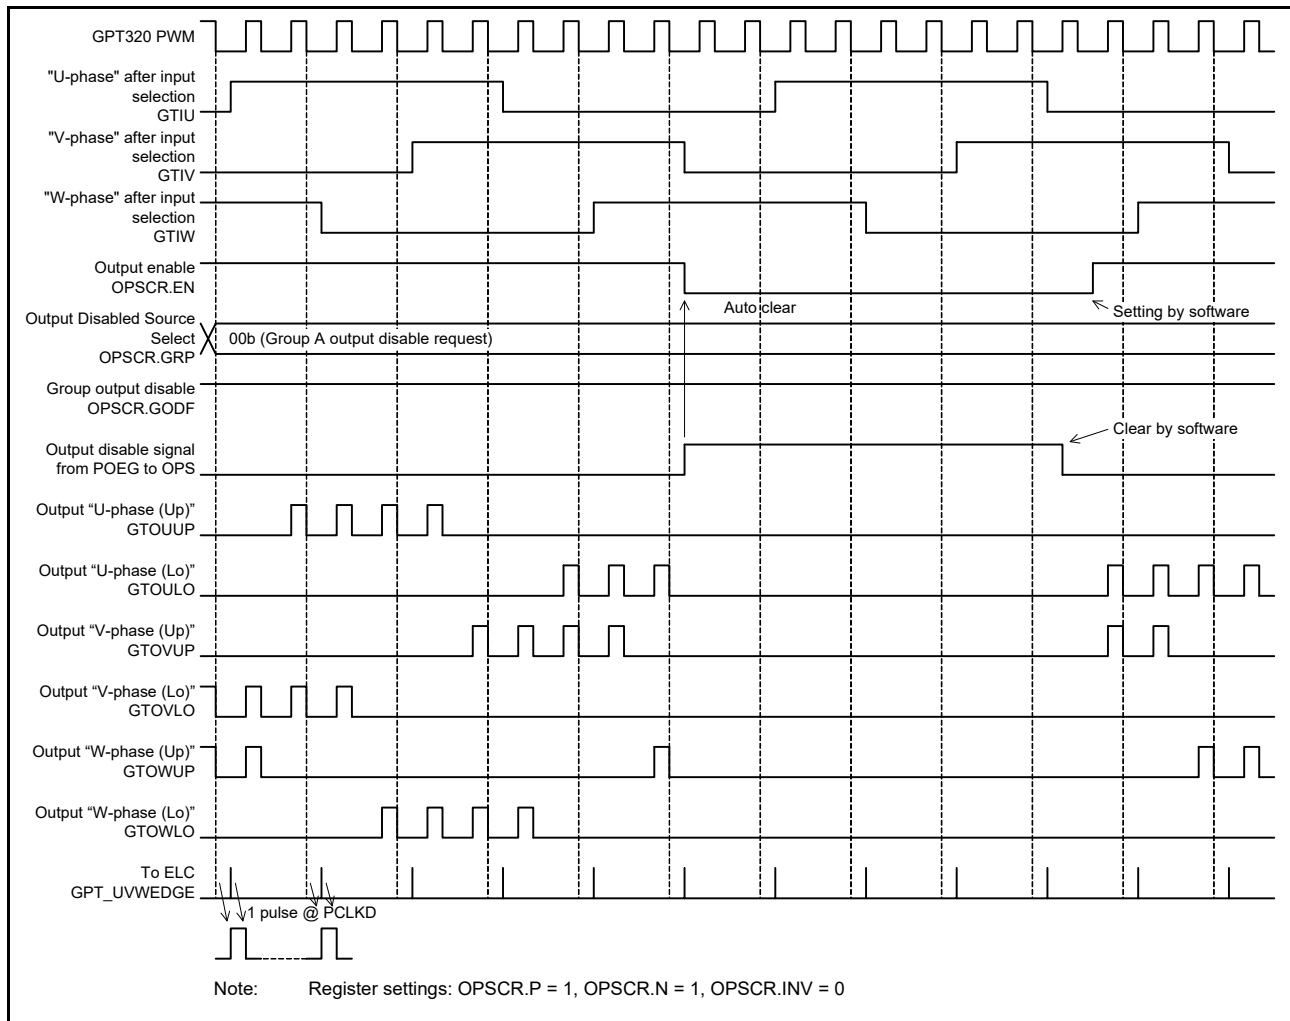 GPT320 PWM
"U-phase" after input
selection
GTIU
"V-phase" after input
selection
GTIV
"W-phase" after input
selection
GTIW
Output enable
OPSCR.EN
Auto clear
Setting by software
Output Disabled Source
Select
OPSCR.GRP
00b (Group A output disable request)
Group output disable
OPSCR.GODF
Clear by software
Output disable signal
from POEG to OPS
Output “U-phase (Up)”
GTOUUP
Output “U-phase (Lo)”
GTOULO
Output “V-phase (Up)”
GTOVUP
Output “V-phase (Lo)”
GTOVLO
Output “W-phase (Up)”
GTOWUP
Output “W-phase (Lo)”
GTOWLO
To ELC
GPT_UVWEDGE
1 pulse @ PCLKD
Note: Register settings: OPSCR.P = 1, OPSCR.N = 1, OPSCR.INV = 0